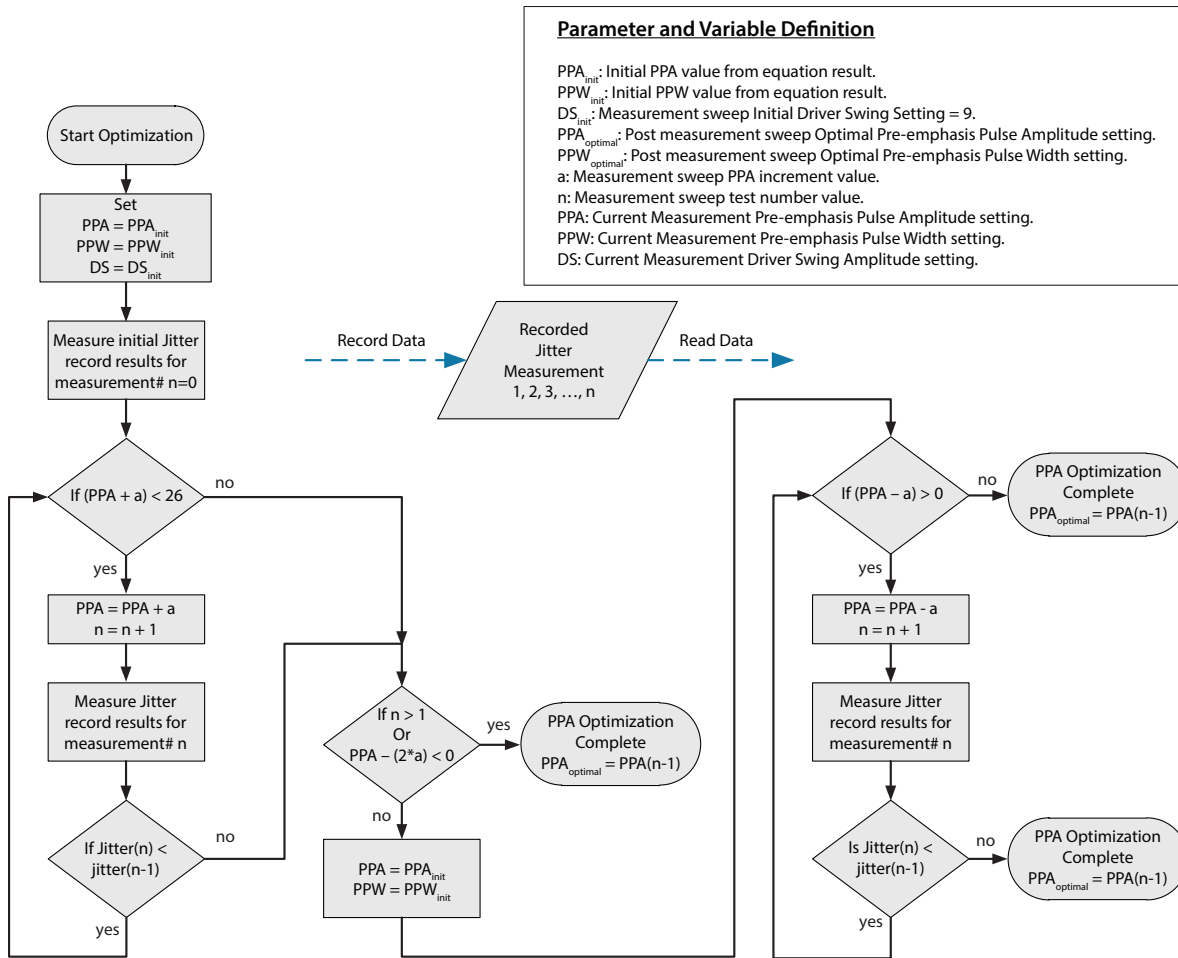 Parameter and Variable Definition
PPAinit: Initial PPA value from equation result.
PPWinit: Initial PPW value from equation result.
DSinit: Measurement sweep Initial Driver Swing Setting = 9.
PPAoptimal: Post measurement sweep Optimal Pre-emphasis Pulse Amplitude setting.
PPWoptimal: Post measurement sweep Optimal Pre-emphasis Pulse Width setting.
a: Measurement sweep PPA increment value.
n: Measurement sweep test number value.
PPA: Current Measurement Pre-emphasis Pulse Amplitude setting.
PPW: Current Measurement Pre-emphasis Pulse Width setting.
DS: Current Measurement Driver Swing Amplitude setting.
Start Optimization
Set
PPA = PPAinit
PPW = PPWinit
DS = DSinit
Measure initial Jitter
record results for
measurement# n=0
Record Data
Recorded
Jitter
Measurement
1, 2, 3, …, n
Read Data
If (PPA + a) < 26
no
yes
PPA = PPA + a
n = n + 1
Measure Jitter
record results for
measurement# n
If Jitter(n) <
jitter(n-1)
no
yes
If n > 1
Or
PPA – (2*a) < 0
yes
PPA Optimization
Complete
PPAoptimal = PPA(n-1)
no
PPA = PPAinit
PPW = PPWinit
If (PPA – a) > 0
no
PPA Optimization
Complete
PPAoptimal = PPA(n-1)
yes
PPA = PPA - a
n = n + 1
Measure Jitter
record results for
measurement# n
Is Jitter(n) <
jitter(n-1)
no
PPA Optimization
Complete
PPAoptimal = PPA(n-1)
yes